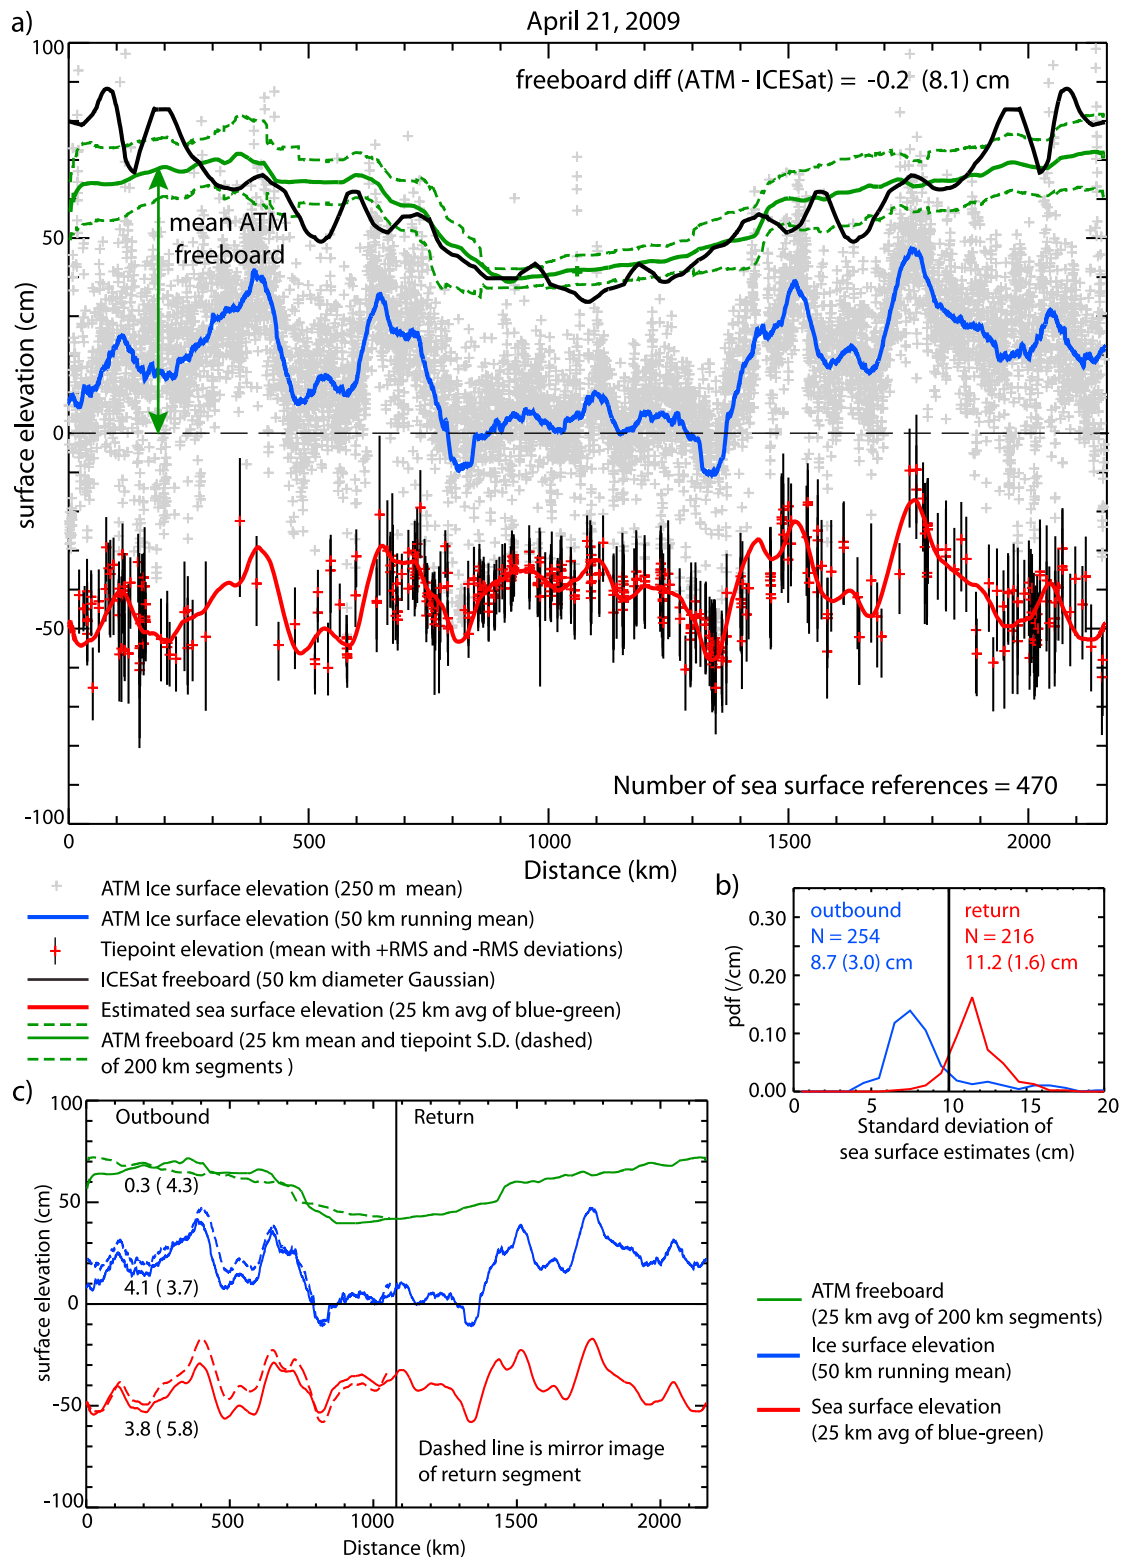 a)
April 21, 2009
freeboard diff (ATM - ICESat) = -0.2 (8.1) cm
mean ATM
freeboard
surface elevation (cm)
100
50
0
-50
-100
Number of sea surface references = 470
0
500
1000
1500
2000
Distance (km)
ATM Ice surface elevation (250 m mean)
ATM Ice surface elevation (50 km running mean)
Tiepoint elevation (mean with +RMS and -RMS deviations)
ICESat freeboard (50 km diameter Gaussian)
Estimated sea surface elevation (25 km avg of blue-green)
ATM freeboard (25 km mean and tiepoint S.D. (dashed)
of 200 km segments )
b)
outbound
N = 254
8.7 (3.0) cm
return
N = 216
11.2 (1.6) cm
pdf (/cm)
0.30
0.20
0.10
0.00
0
5
10
15
20
Standard deviation of
sea surface estimates (cm)
c)
Outbound
Return
0.3 ( 4.3)
4.1 ( 3.7)
3.8 ( 5.8)
Dashed line is mirror image
of return segment
surface elevation (cm)
100
50
0
-50
-100
0
500
1000
1500
2000
Distance (km)
ATM freeboard
(25 km avg of 200 km segments)
Ice surface elevation
(50 km running mean)
Sea surface elevation
(25 km avg of blue-green)